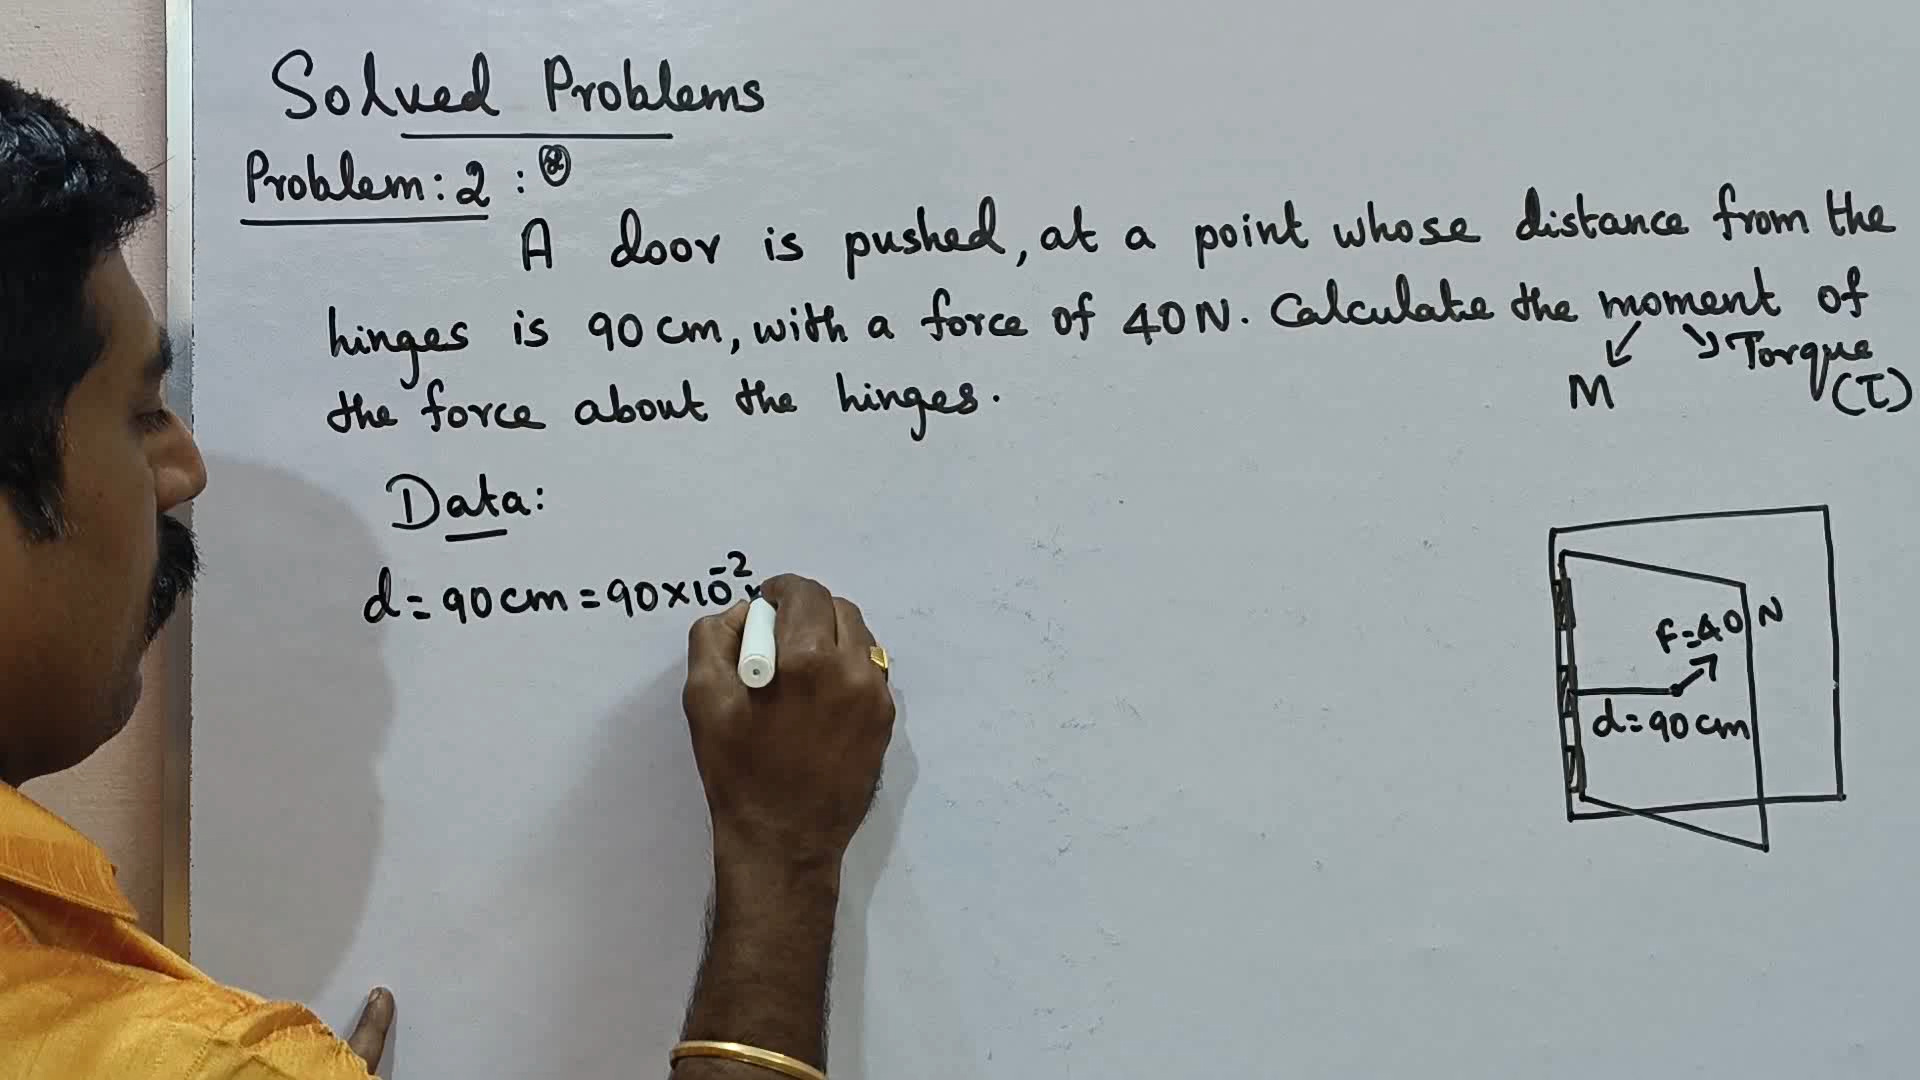 Solved Problems
Problem: 2 :
A door is pushed, at a point whose distance from the
hinges is 90 cm, with a force of 40 N. Calculate the moment of
the force about the hinges.
M
Torque
(τ)
Data:
d = 90 cm = 90 × 10⁻²
F = 40 N
d = 90 cm